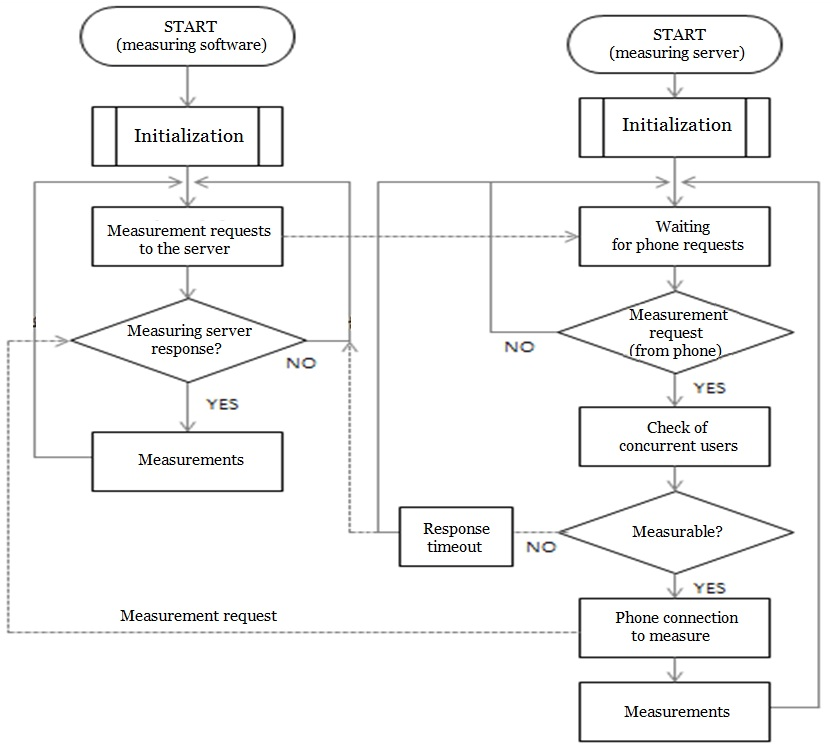 START
(measuring software)
Initialization
Measurement requests
to the server
Measuring server
response?
NO
YES
Measurements
START
(measuring server)
Initialization
Waiting
for phone requests
Measurement
request
(from phone)
NO
YES
Check of
concurrent users
Measurable?
NO
Response
timeout
YES
Measurement request
Phone connection
to measure
Measurements